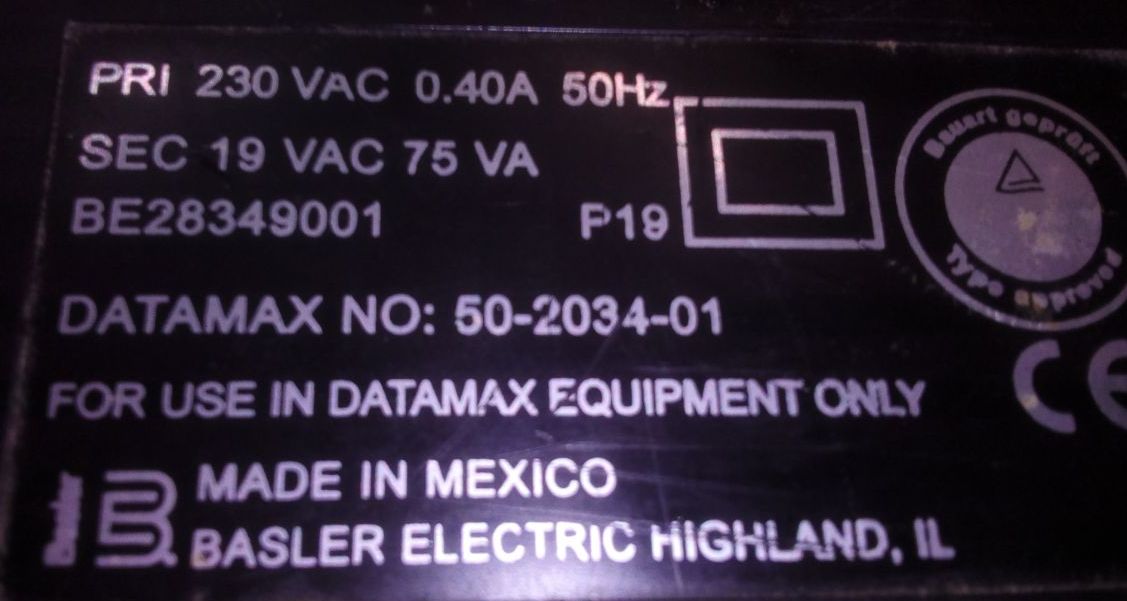 PRI 230 VAC 0.40A 50Hz
SEC 19 VAC 75 VA
BE28349001 P19
Bauart geprüft
Type approved
DATAMAX NO: 50-2034-01
FOR USE IN DATAMAX EQUIPMENT ONLY
CE
MADE IN MEXICO
BASLER ELECTRIC HIGHLAND, IL